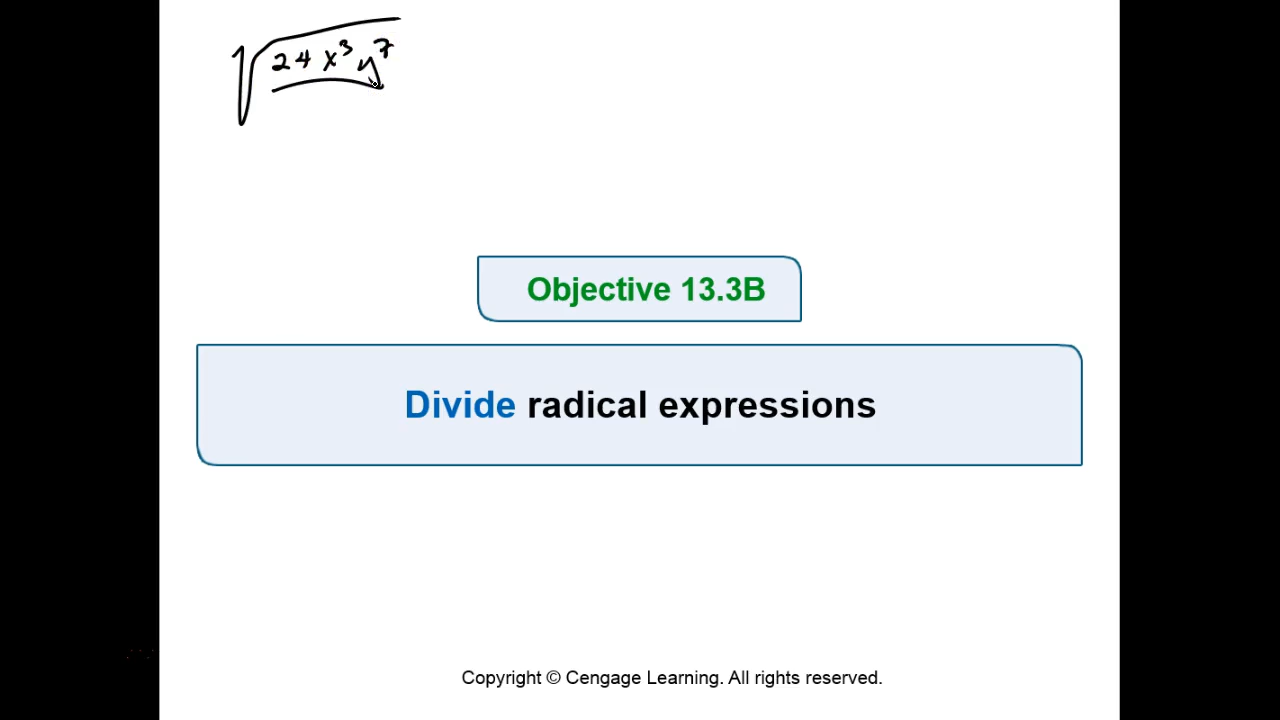 √24x³y⁷
Objective 13.3B
Divide radical expressions
Copyright © Cengage Learning. All rights reserved.